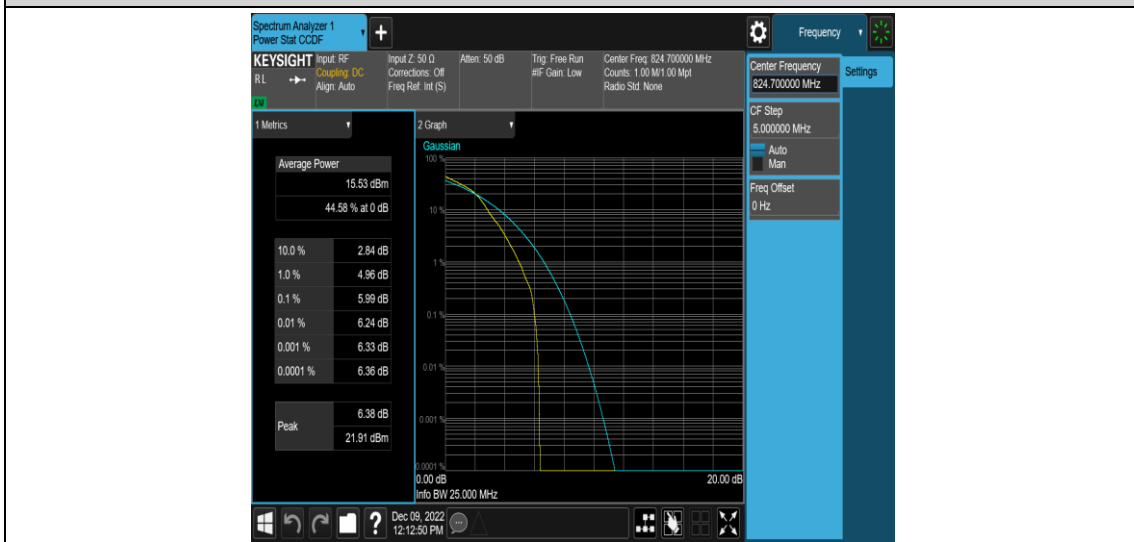 Spectrum Analyzer 1
Power Stat CCDF
+
Frequency
KEYSIGHT
RL
Input: RF
Coupling: DC
Align: Auto
Input Z: 50 Ω
Corrections: Off
Freq Ref: Int (S)
Atten: 50 dB
Trig: Free Run
#IF Gain: Low
Center Freq: 824.700000 MHz
Counts: 1.00 M/1.00 Mpt
Radio Std: None
Center Frequency
824.700000 MHz
Settings
CF Step
5.000000 MHz
Auto
Man
Freq Offset
0 Hz
1 Metrics
Average Power
15.53 dBm
44.58 % at 0 dB
10.0 % 2.84 dB
1.0 % 4.96 dB
0.1 % 5.99 dB
0.01 % 6.24 dB
0.001 % 6.33 dB
0.0001 % 6.36 dB
Peak
6.38 dB
21.91 dBm
2 Graph
Gaussian
100 %
10 %
1 %
0.1 %
0.01 %
0.001 %
0.0001 %
0.00 dB 20.00 dB
Info BW 25.000 MHz
?
Dec 09, 2022
12:12:50 PM